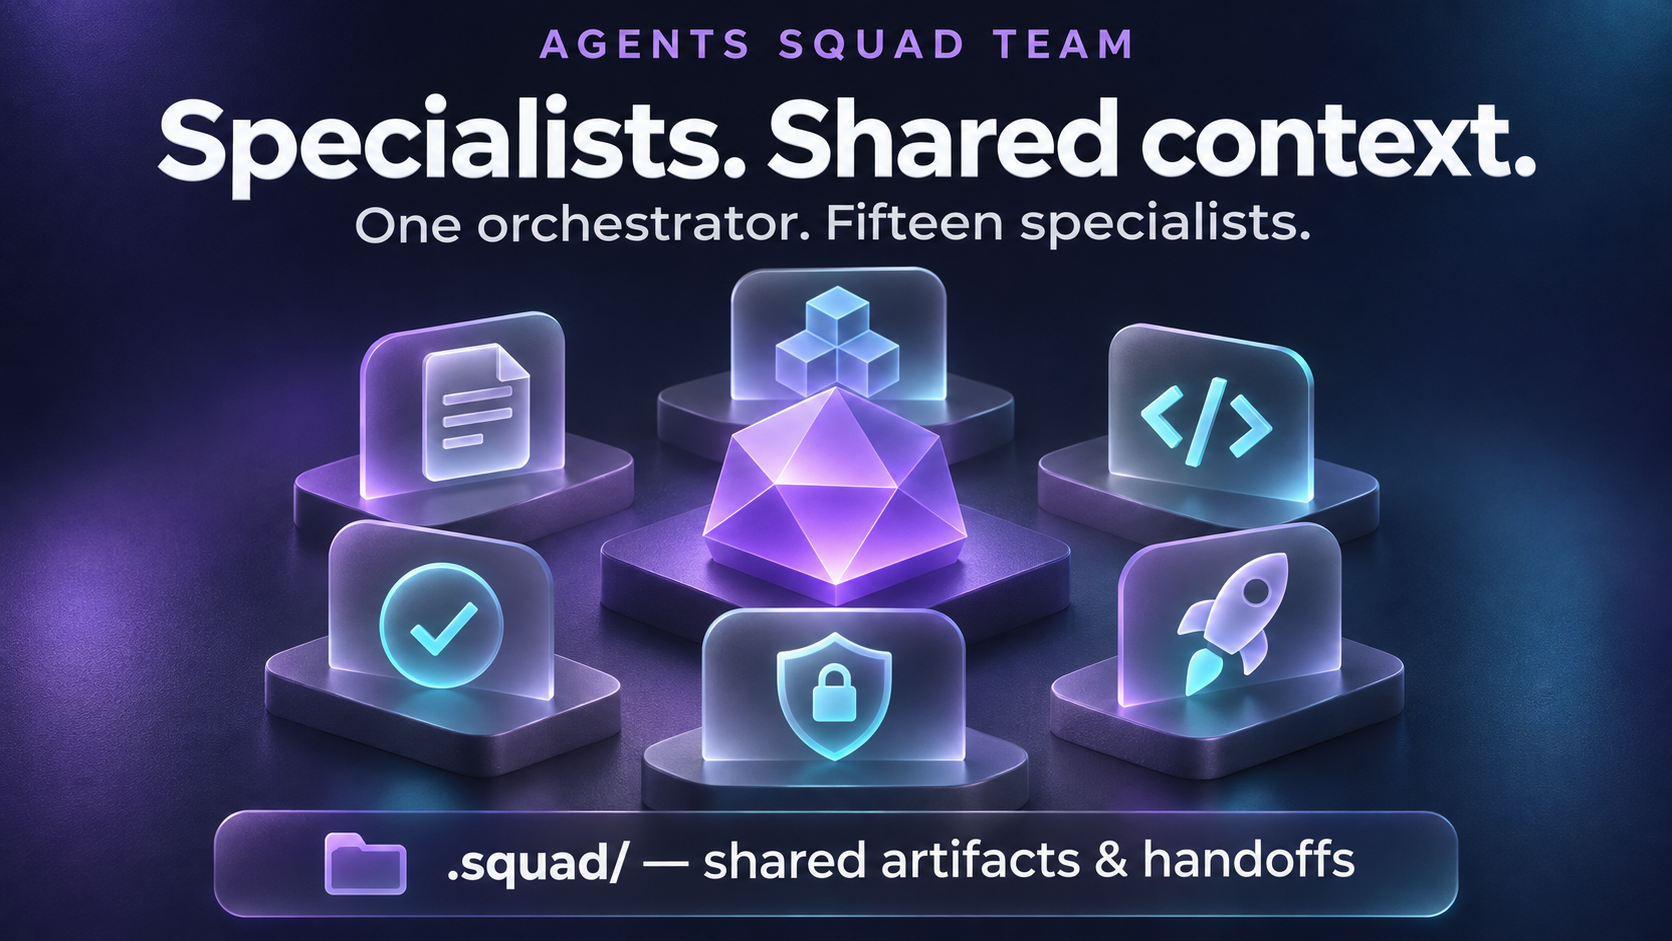 AGENTS SQUAD TEAM
Specialists. Shared context.
One orchestrator. Fifteen specialists.
</>
.squad/ — shared artifacts & handoffs